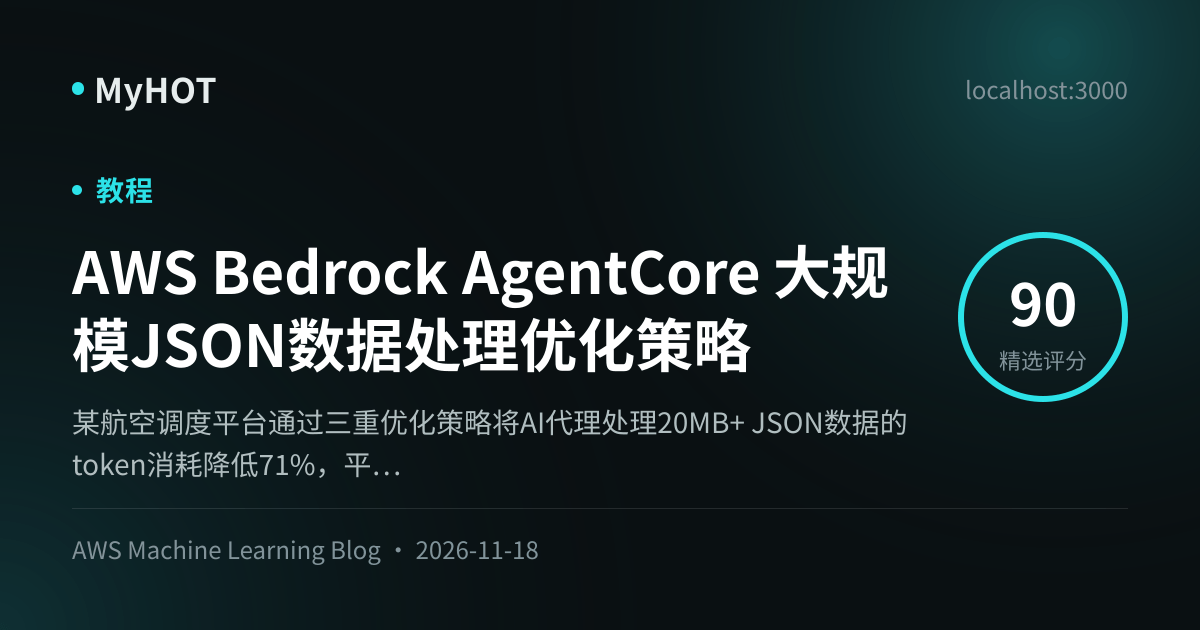 MyHOT
localhost:3000
教程
AWS Bedrock AgentCore 大规
模JSON数据处理优化策略
90
精选评分
某航空调度平台通过三重优化策略将AI代理处理20MB+ JSON数据的
token消耗降低71%，平…
AWS Machine Learning Blog • 2026-11-18